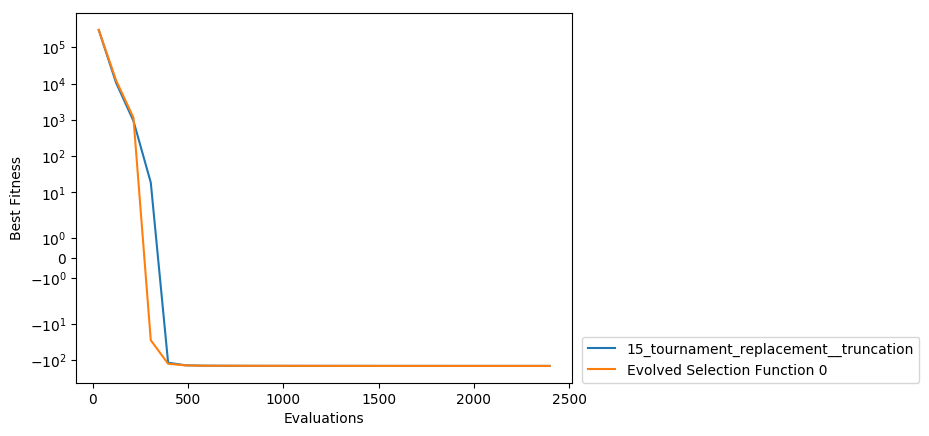 Best Fitness
10^5
10^4
10^3
10^2
10^1
10^0
0
−10^0
−10^1
−10^2
0 500 1000 1500 2000 2500
Evaluations
15_tournament_replacement__truncation
Evolved Selection Function 0